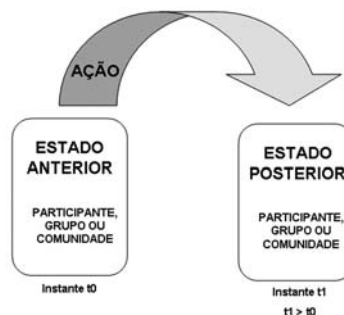 AÇÃO
ESTADO
ANTERIOR
PARTICIPANTE,
GRUPO OU
COMUNIDADE
Instante t0
ESTADO
POSTERIOR
PARTICIPANTE,
GRUPO OU
COMUNIDADE
Instante t1
t1 > t0